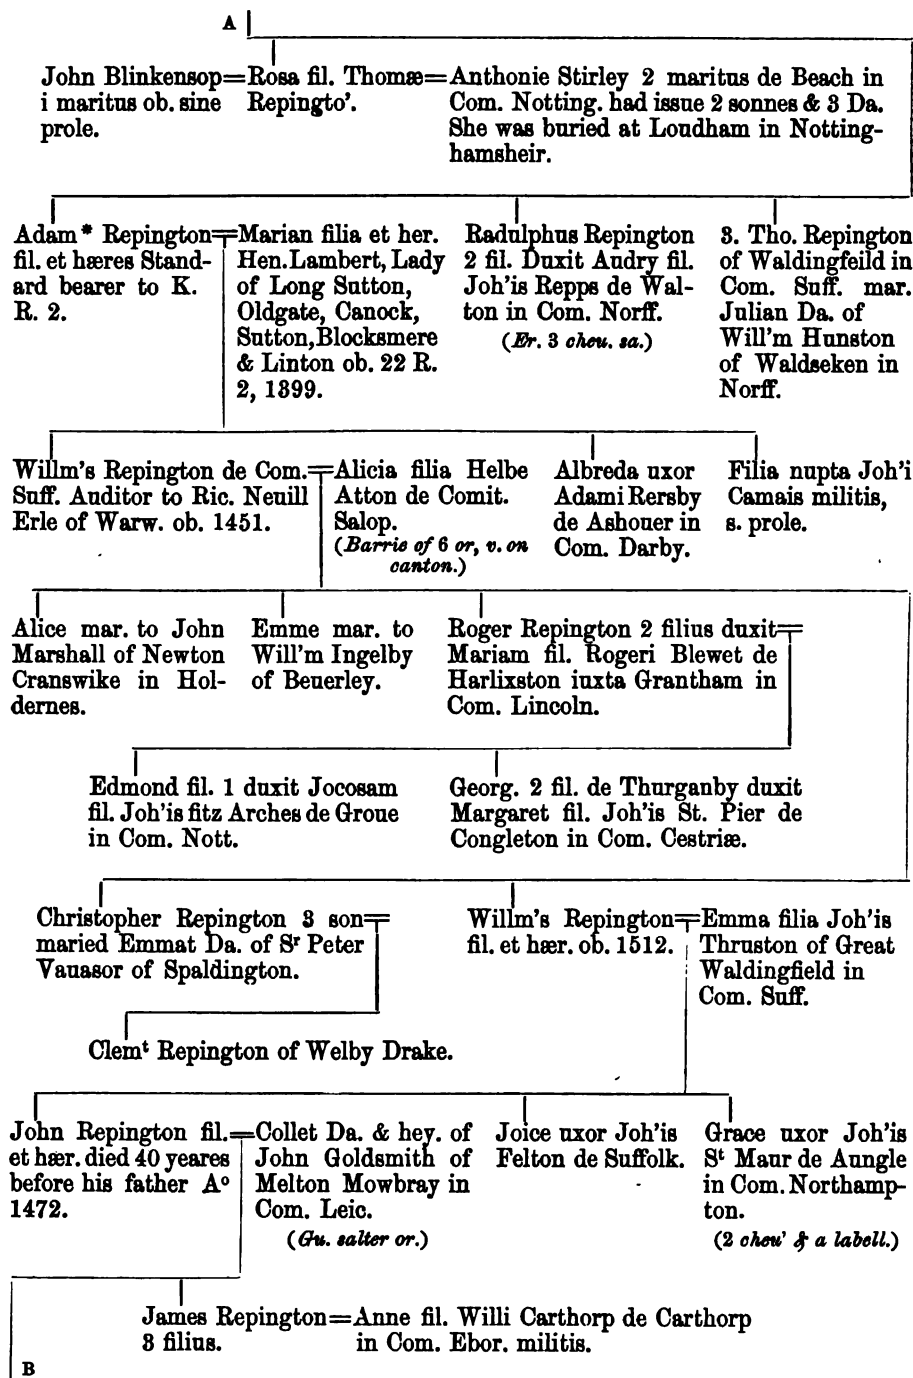 A
John Blinkensop=Rosa fil. Thomæ=Anthonie Stirley 2 maritus de Beach in
i maritus ob. sine Repingto'. Com. Notting. had issue 2 sonnes & 3 Da.
prole. She was buried at Loudham in Notting-
hamsheir.
Adam* Repington=Marian filia et her.
fil. et hæres Stand- Hen. Lambert, Lady
ard bearer to K. of Long Sutton,
R. 2. Oldgate, Canock,
Sutton, Blocksmere
& Linton ob. 22 R.
2, 1399.
Radulphus Repington
2 fil. Duxit Audry fil.
Joh'is Repps de Wal-
ton in Com. Norff.
(Er. 3 cheu. sa.)
3. Tho. Repington
of Waldingfeild in
Com. Suff. mar.
Julian Da. of
Will'm Hunston
of Waldseken in
Norff.
Willm's Repington de Com.=Alicia filia Helbe
Suff. Auditor to Ric. Neuill Atton de Comit.
Erle of Warw. ob. 1451. Salop.
(Barrie of 6 or, v. on
canton.)
Albreda uxor
Adami Rersby
de Ashouer in
Com. Darby.
Filia nupta Joh'i
Camais militis,
s. prole.
Alice mar. to John
Marshall of Newton
Cranswike in Hol-
dernes.
Emme mar. to
Will'm Ingelby
of Beuerley.
Roger Repington 2 filius duxit=
Mariam fil. Rogeri Blewet de
Harlixston iuxta Grantham in
Com. Lincoln.
Edmond fil. 1 duxit Jocosam
fil. Joh'is fitz Arches de Groue
in Com. Nott.
Georg. 2 fil. de Thurganby duxit
Margaret fil. Joh'is St. Pier de
Congleton in Com. Cestriæ.
Christopher Repington 3 son=
maried Emmat Da. of Sʳ Peter
Vauasor of Spaldington.
Willm's Repington=Emma filia Joh'is
fil. et hær. ob. 1512. Thruston of Great
Waldingfield in
Com. Suff.
Clemᵗ Repington of Welby Drake.
John Repington fil.=Collet Da. & hey. of
et hær. died 40 yeares John Goldsmith of
before his father Aº Melton Mowbray in
1472. Com. Leic.
(Gu. salter or.)
Joice uxor Joh'is
Felton de Suffolk.
Grace uxor Joh'is
Sᵗ Maur de Aungle
in Com. Northamp-
ton.
(2 cheu' & a labell.)
James Repington=Anne fil. Willi Carthorp de Carthorp
3 filius. in Com. Ebor. militis.
B